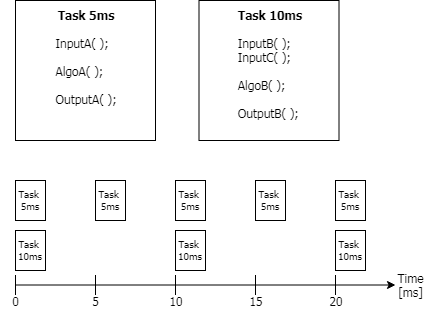 Task 5ms
InputA( );
AlgoA( );
OutputA( );
Task 10ms
InputB( );
InputC( );
AlgoB( );
OutputB( );
Task
5ms
Task
5ms
Task
5ms
Task
5ms
Task
5ms
Task
10ms
Task
10ms
Task
10ms
Time
[ms]
0
5
10
15
20